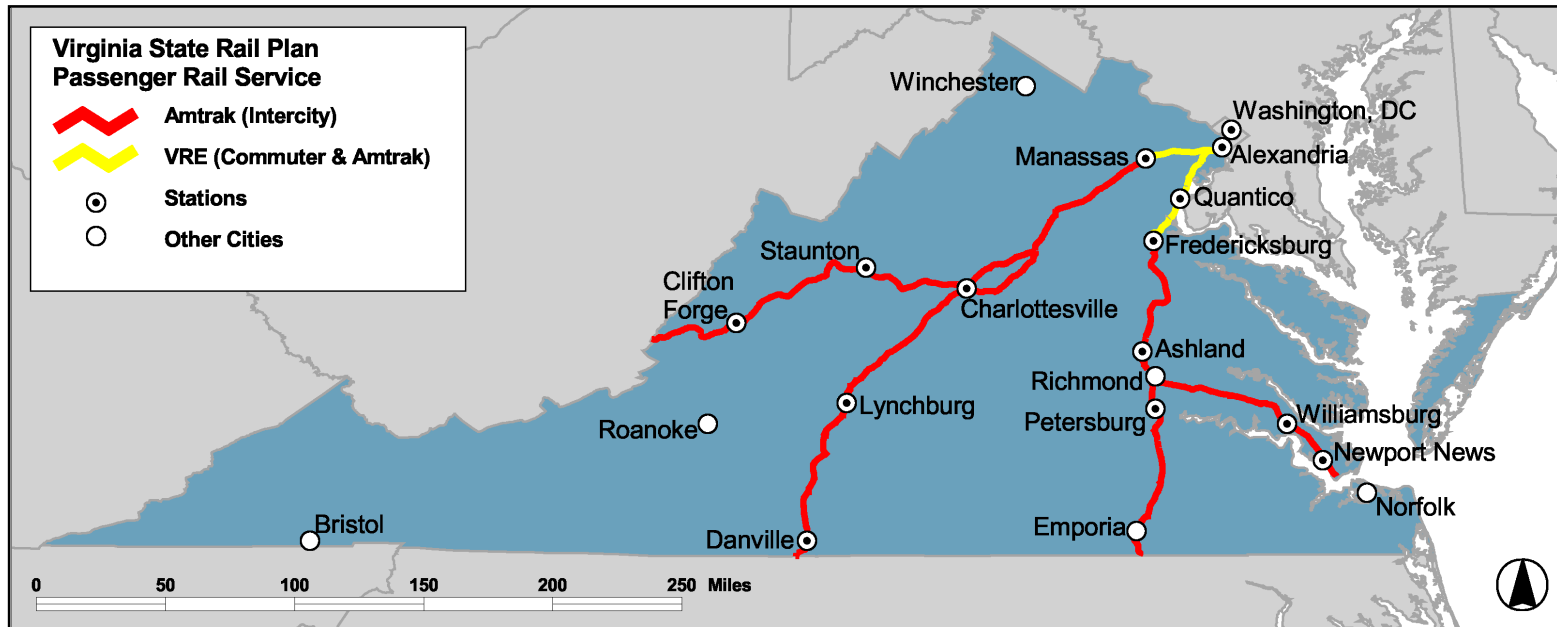 Virginia State Rail Plan
Passenger Rail Service
Amtrak (Intercity)
VRE (Commuter & Amtrak)
Stations
Other Cities
Winchester
Washington, DC
Manassas
Alexandria
Quantico
Fredericksburg
Staunton
Clifton
Forge
Charlottesville
Ashland
Richmond
Petersburg
Williamsburg
Lynchburg
Roanoke
Newport News
Norfolk
Bristol
Danville
Emporia
0 50 100 150 200 250 Miles